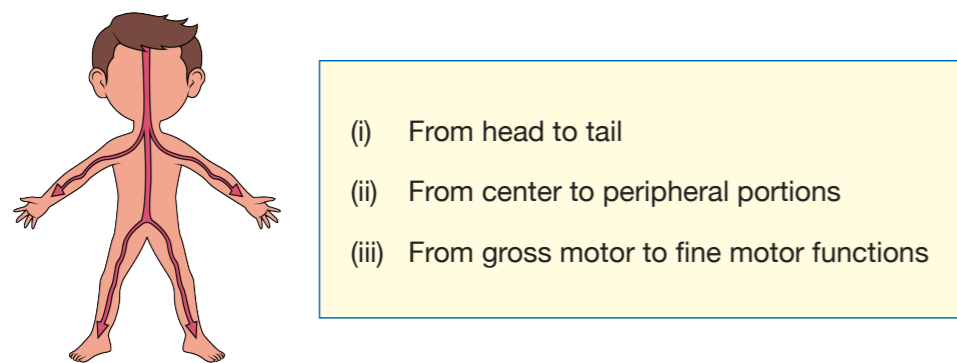 (i) From head to tail
(ii) From center to peripheral portions
(iii) From gross motor to fine motor functions